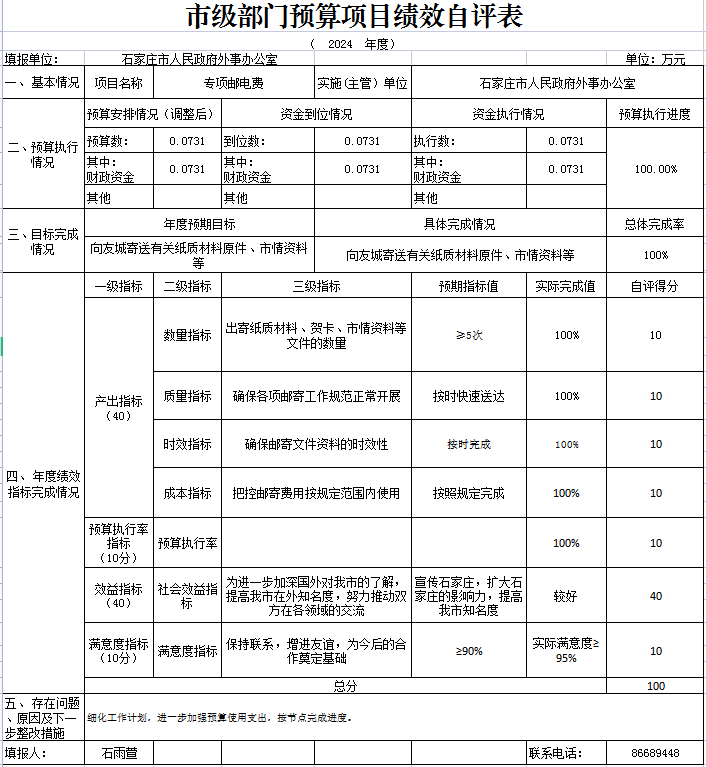 市级部门预算项目绩效自评表
( 2024 年度)
填报单位: 石家庄市人民政府外事办公室 单位: 万元
一、基本情况 项目名称 专项邮电费 实施(主管)单位 石家庄市人民政府外事办公室
二、预算执行情况
预算安排情况(调整后) 资金到位情况 资金执行情况 预算执行进度
预算数: 0.0731 到位数: 0.0731 执行数: 0.0731 100.00%
其中: 财政资金 0.0731 其中: 财政资金 0.0731 其中: 财政资金 0.0731
其他 其他 其他
三、目标完成情况
年度预期目标 具体完成情况 总体完成率
向友城寄送有关纸质材料原件、市情资料等 向友城寄送有关纸质材料原件、市情资料等 100%
四、年度绩效指标完成情况
一级指标 二级指标 三级指标 预期指标值 实际完成值 自评得分
产出指标(40)
数量指标 出寄纸质材料、贺卡、市情资料等文件的数量 ≥5次 100% 10
质量指标 确保各项邮寄工作规范正常开展 按时快速送达 100% 10
时效指标 确保邮寄文件资料的时效性 按时完成 100% 10
成本指标 把控邮寄费用按规定范围内使用 按照规定完成 100% 10
预算执行率指标(10分) 预算执行率 100% 10
效益指标(40) 社会效益指标 为进一步加深国外对我市的了解,提高我市在外知名度,努力推动双方在各领域的交流 宣传石家庄,扩大石家庄的影响力,提高我市知名度 较好 40
满意度指标(10分) 满意度指标 保持联系,增进友谊,为今后的合作奠定基础 ≥90% 实际满意度≥95% 10
总分 100
五、存在问题、原因及下一步整改措施 细化工作计划,进一步加强预算使用支出,按节点完成进度。
填报人: 石雨萱 联系电话: 86689448